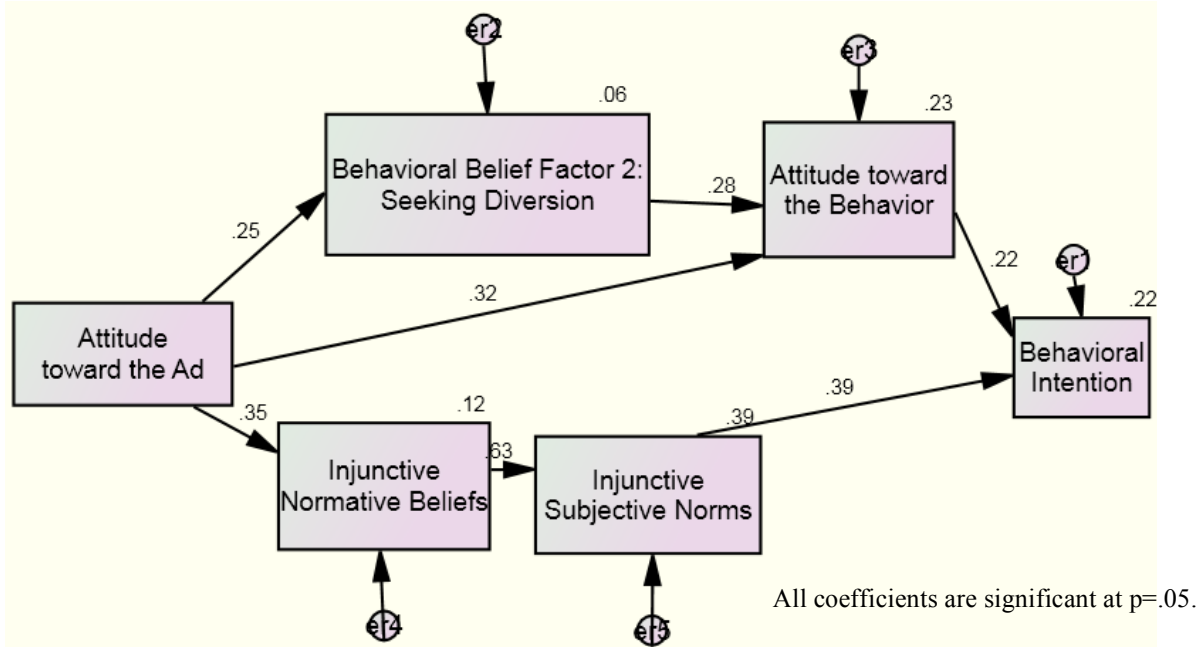 er2
er3
.06
.23
Behavioral Belief Factor 2:
Seeking Diversion
.28
Attitude toward
the Behavior
.25
.22
er1
.22
.32
Attitude
toward the Ad
Behavioral
Intention
.35
.12
.39
.39
.63
Injunctive
Normative Beliefs
Injunctive
Subjective Norms
All coefficients are significant at p=.05.
er4
er5